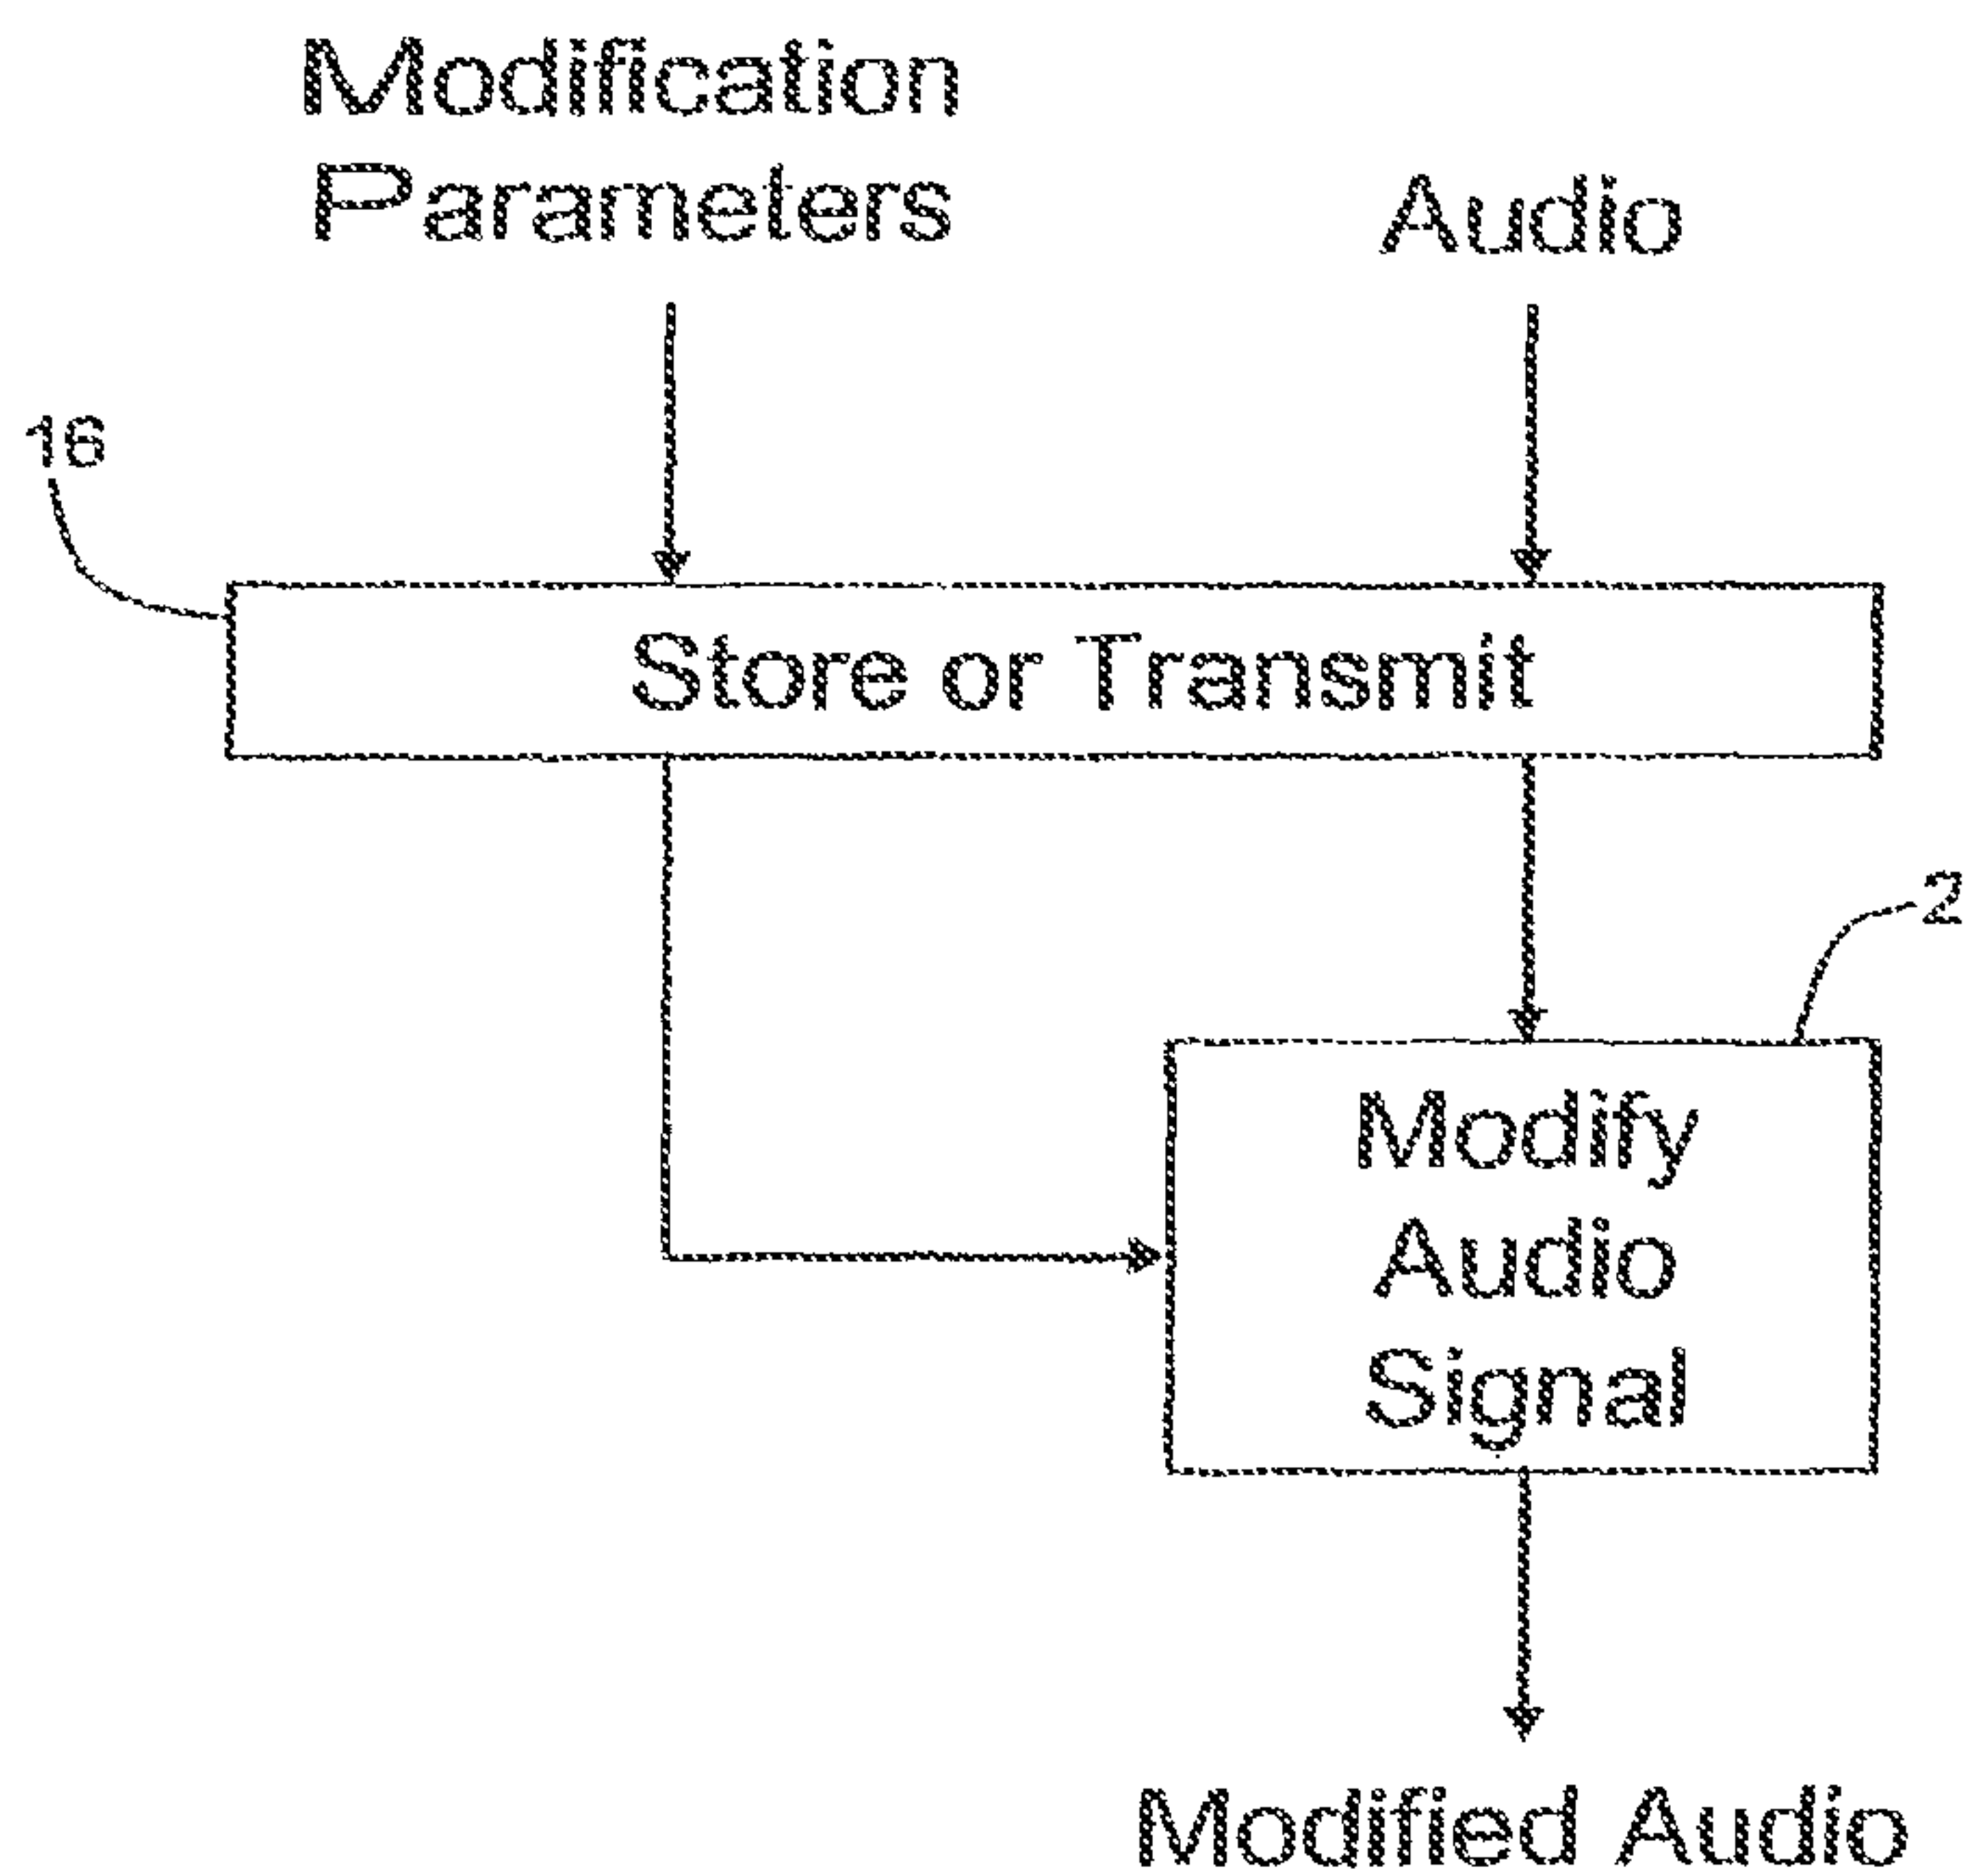 Modification
Parameters
Audio
16
Store or Transmit
2
Modify
Audio
Signal
Modified Audio